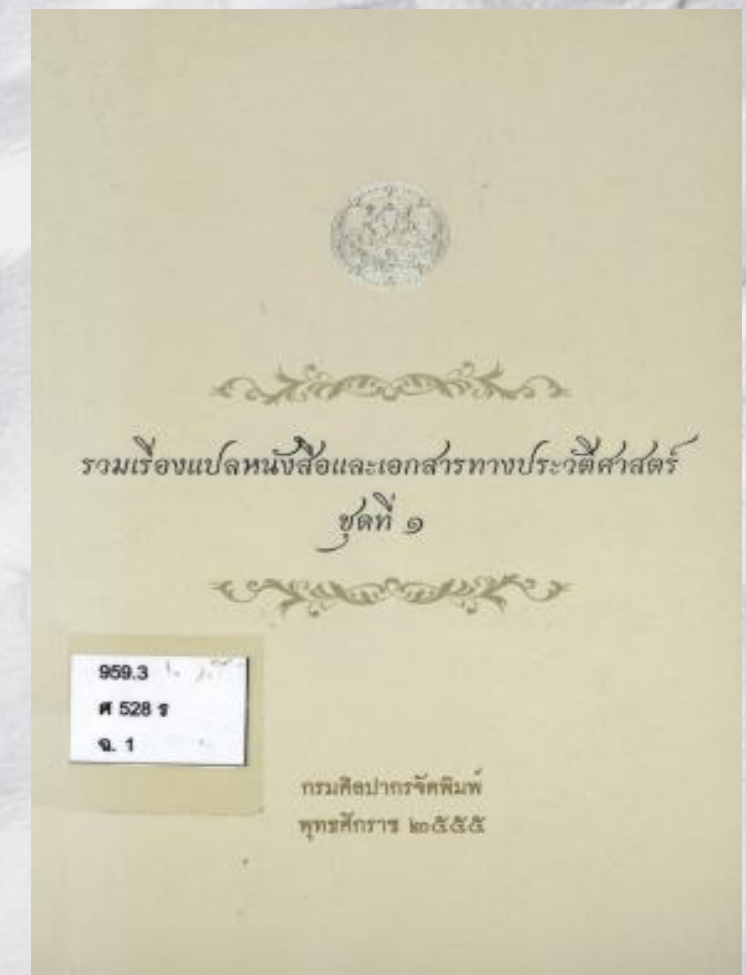 รวมเรื่องแปลหนังสือและเอกสารทางประวัติศาสตร์
ชุดที่ ๑
959.3
ศ 528 ร
ฉ. 1
กรมศิลปากรจัดพิมพ์
พุทธศักราช ๒๕๕๕